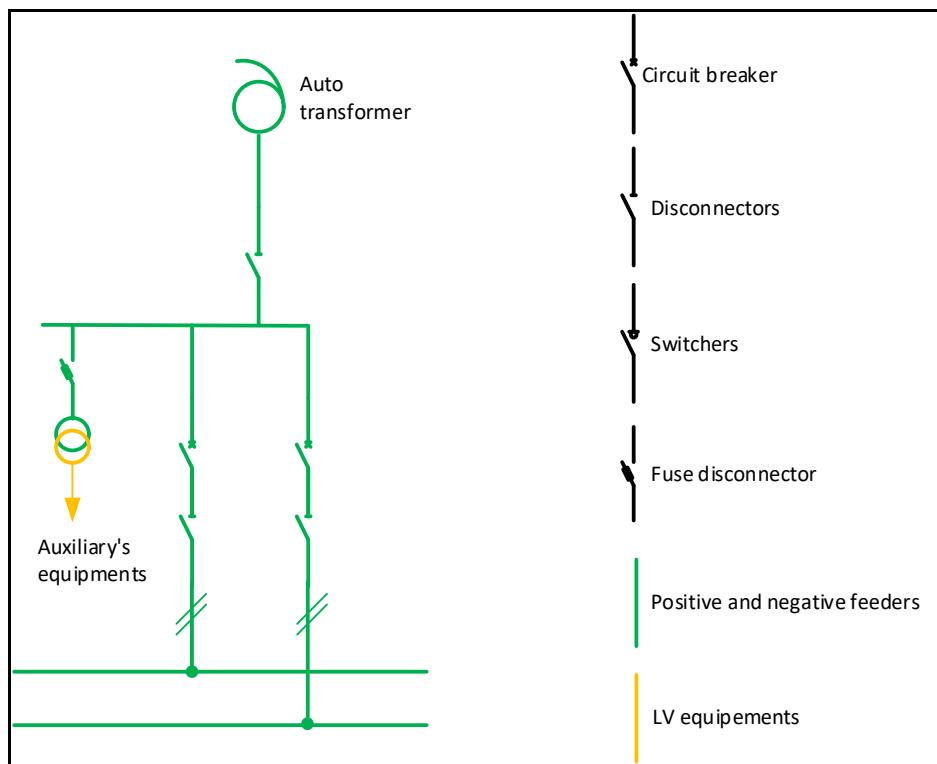 Auto
transformer
Auxiliary's
equipments
Circuit breaker
Disconnectors
Switchers
Fuse disconnector
Positive and negative feeders
LV equipements